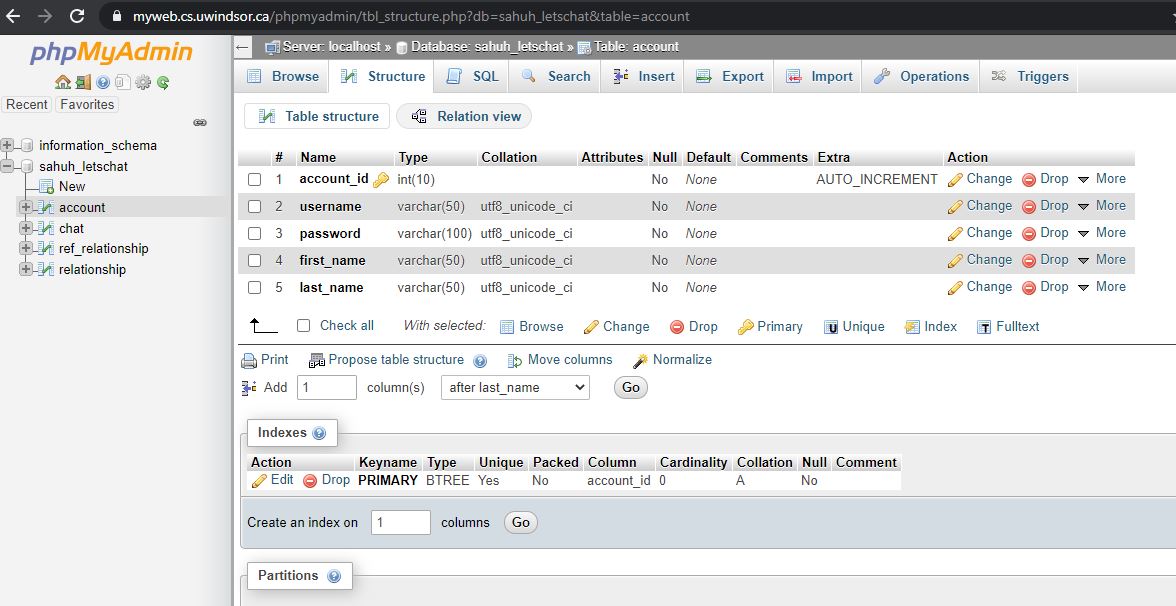 myweb.cs.uwindsor.ca/phpmyadmin/tbl_structure.php?db=sahuh_letschat&table=account
phpMyAdmin
Recent Favorites
information_schema
sahuh_letschat
New
account
chat
ref_relationship
relationship
Server: localhost » Database: sahuh_letschat » Table: account
Browse Structure SQL Search Insert Export Import Operations Triggers
Table structure Relation view
# Name Type Collation Attributes Null Default Comments Extra Action
1 account_id int(10) No None AUTO_INCREMENT Change Drop More
2 username varchar(50) utf8_unicode_ci No None Change Drop More
3 password varchar(100) utf8_unicode_ci No None Change Drop More
4 first_name varchar(50) utf8_unicode_ci No None Change Drop More
5 last_name varchar(50) utf8_unicode_ci No None Change Drop More
Check all With selected: Browse Change Drop Primary Unique Index Fulltext
Print Propose table structure Move columns Normalize
Add 1 column(s) after last_name Go
Indexes
Action Keyname Type Unique Packed Column Cardinality Collation Null Comment
Edit Drop PRIMARY BTREE Yes No account_id 0 A No
Create an index on 1 columns Go
Partitions